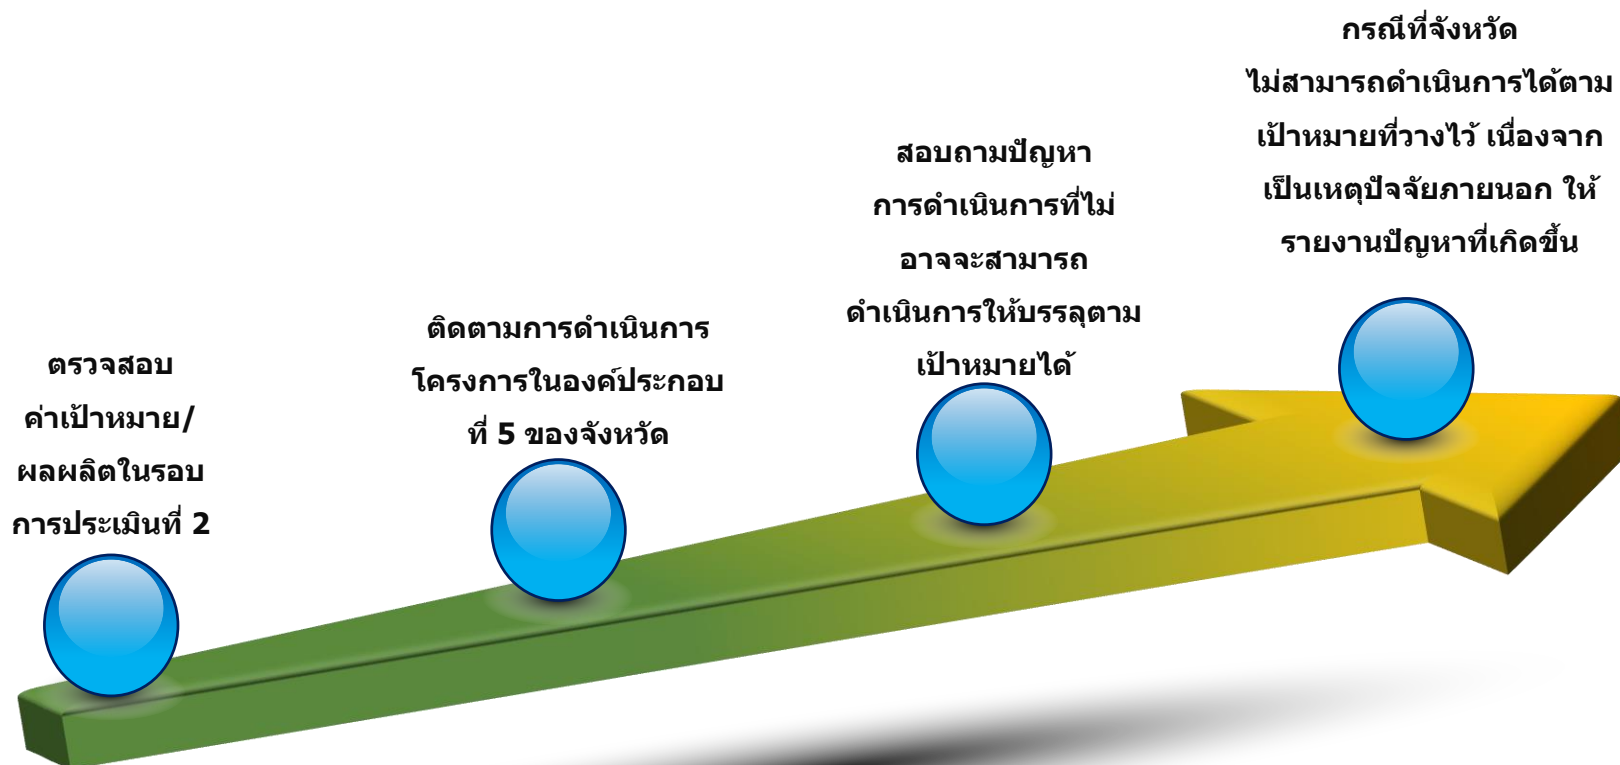 ตรวจสอบ
ค่าเป้าหมาย/
ผลผลิตในรอบ
การประเมินที่ 2
ติดตามการดำเนินการ
โครงการในองค์ประกอบ
ที่ 5 ของจังหวัด
สอบถามปัญหา
การดำเนินการที่ไม่
อาจจะสามารถ
ดำเนินการให้บรรลุตาม
เป้าหมายได้
กรณีที่จังหวัด
ไม่สามารถดำเนินการได้ตาม
เป้าหมายที่วางไว้ เนื่องจาก
เป็นเหตุปัจจัยภายนอก ให้
รายงานปัญหาที่เกิดขึ้น